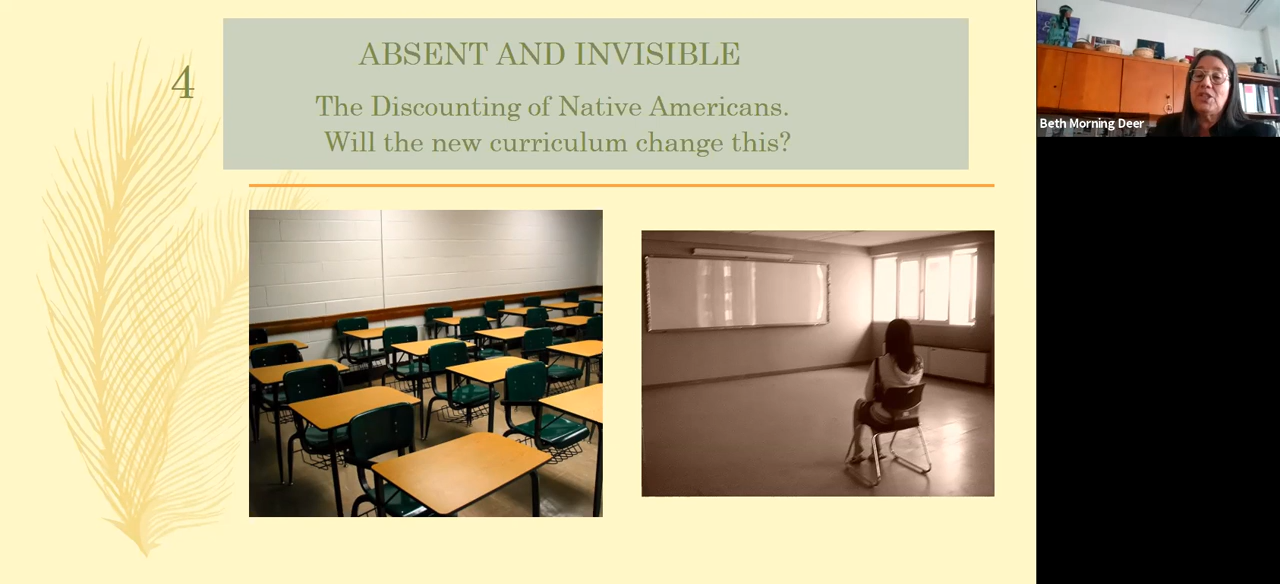 4
ABSENT AND INVISIBLE
The Discounting of Native Americans.
Will the new curriculum change this?
Beth Morning Deer